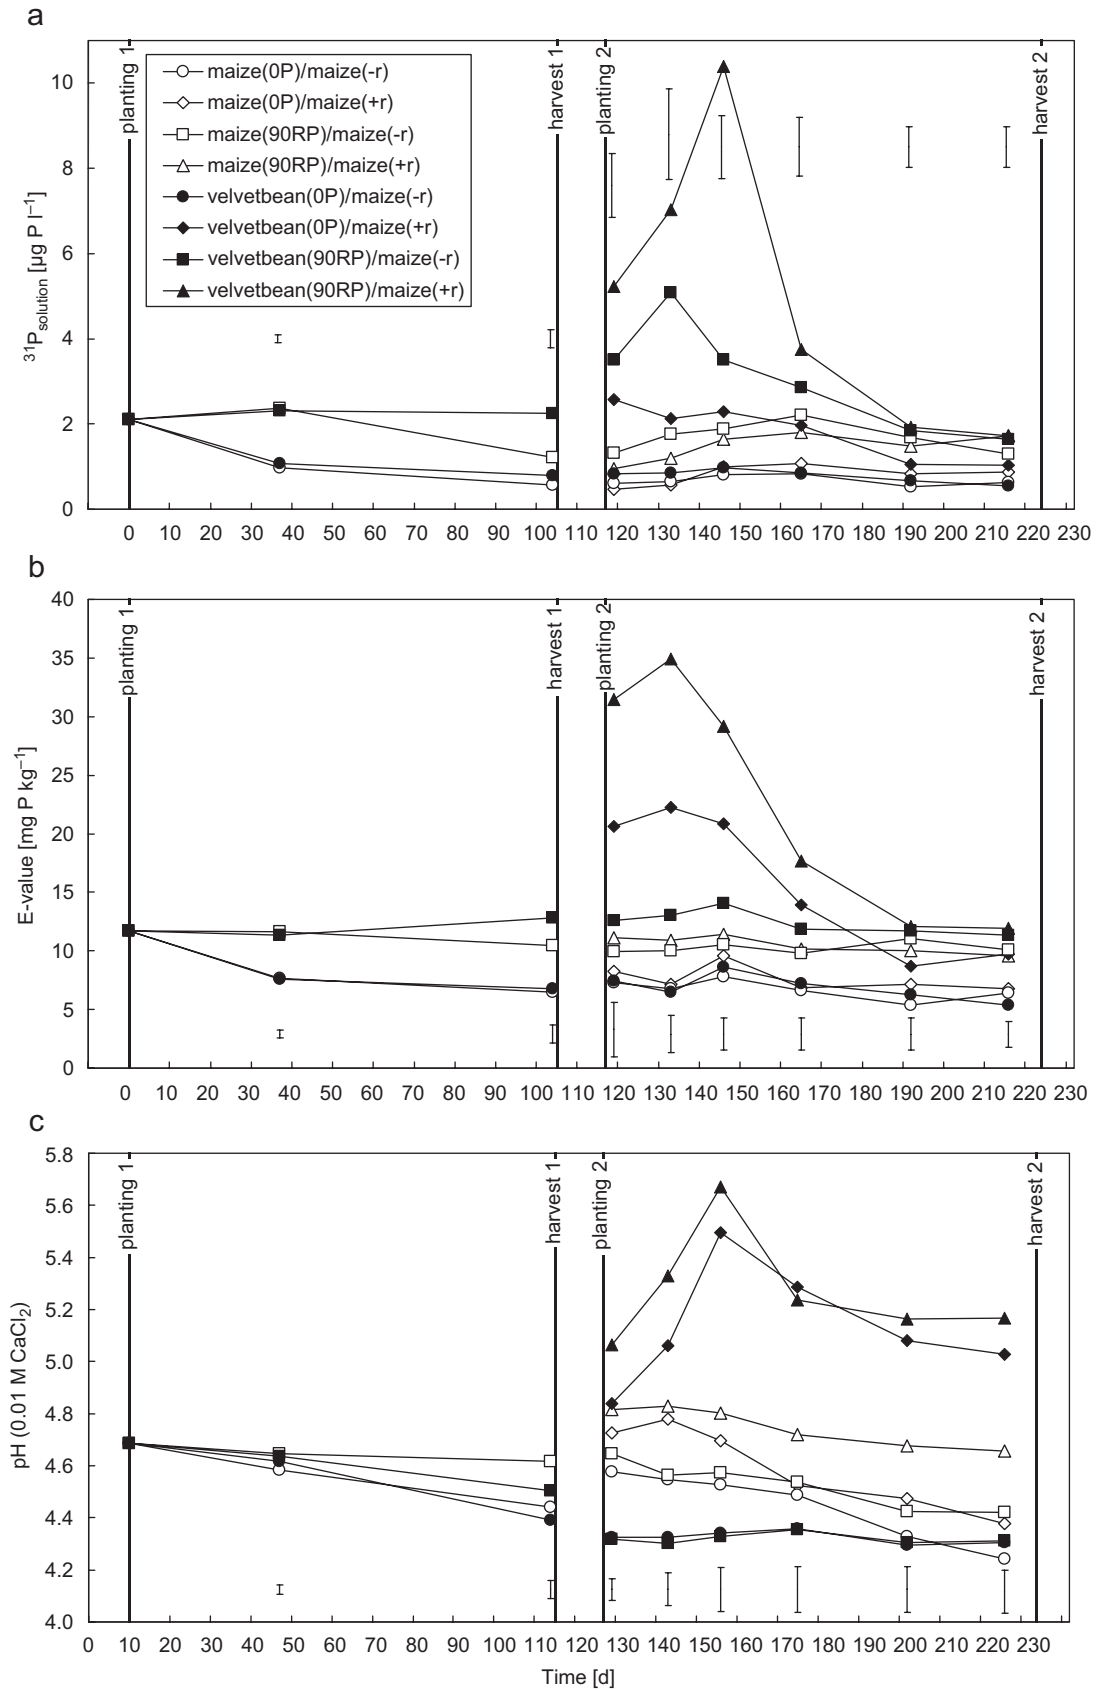 a
planting 1
harvest 1
planting 2
harvest 2
maize(0P)/maize(-r)
maize(0P)/maize(+r)
maize(90RP)/maize(-r)
maize(90RP)/maize(+r)
velvetbean(0P)/maize(-r)
velvetbean(0P)/maize(+r)
velvetbean(90RP)/maize(-r)
velvetbean(90RP)/maize(+r)
³¹Psolution [µg P l⁻¹]
10
8
6
4
2
0
0 10 20 30 40 50 60 70 80 90 100 110 120 130 140 150 160 170 180 190 200 210 220 230
b
planting 1
harvest 1
planting 2
harvest 2
E-value [mg P kg⁻¹]
40
35
30
25
20
15
10
5
0
0 10 20 30 40 50 60 70 80 90 100 110 120 130 140 150 160 170 180 190 200 210 220 230
c
planting 1
harvest 1
planting 2
harvest 2
pH (0.01 M CaCl₂)
5.8
5.6
5.4
5.2
5.0
4.8
4.6
4.4
4.2
4.0
0 10 20 30 40 50 60 70 80 90 100 110 120 130 140 150 160 170 180 190 200 210 220 230
Time [d]